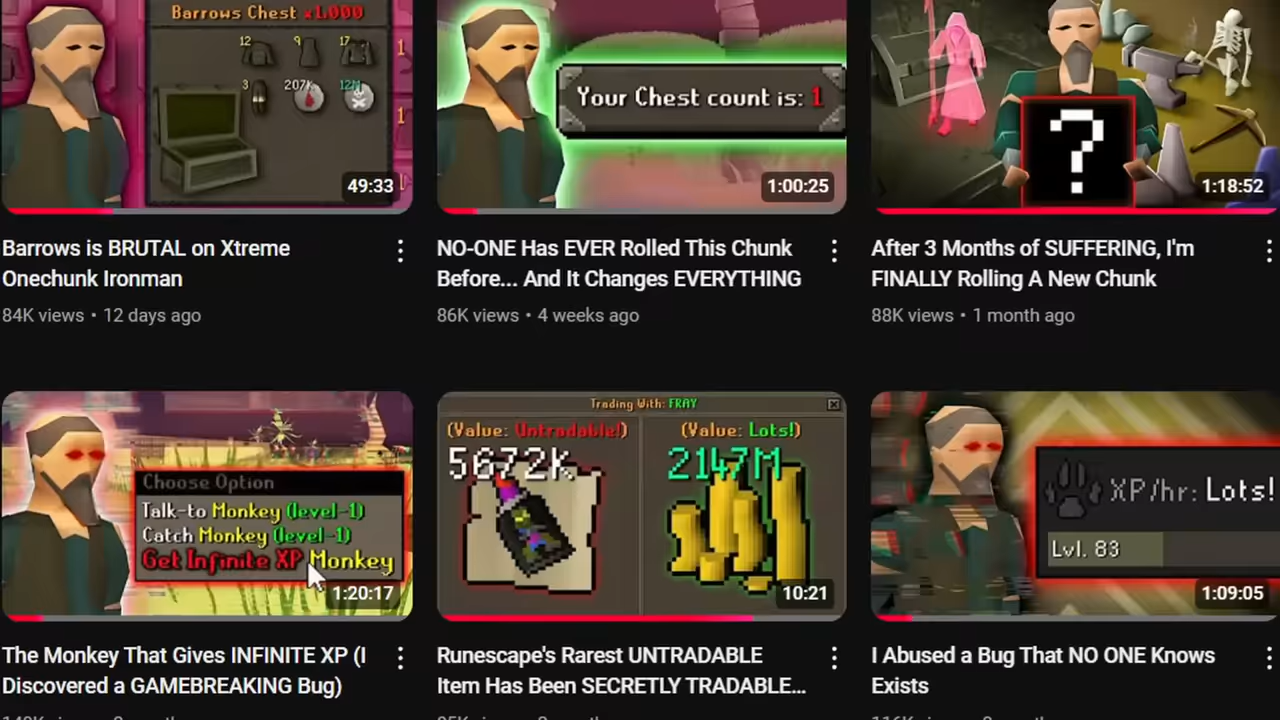 Barrows Chest x1.000
12
9
17
1
3
207K
12M
1
49:33
Your Chest count is: 1
1:00:25
?
1:18:52
Barrows is BRUTAL on Xtreme
Onechunk Ironman
84K views • 12 days ago
NO-ONE Has EVER Rolled This Chunk
Before... And It Changes EVERYTHING
86K views • 4 weeks ago
After 3 Months of SUFFERING, I'm
FINALLY Rolling A New Chunk
88K views • 1 month ago
Choose Option
Talk-to Monkey (level-1)
Catch Monkey (level-1)
Get Infinite XP Monkey
1:20:17
Trading With: FRAY
(Value: Untradable!)
(Value: Lots!)
5672K
2147M
10:21
XP/hr: Lots!
Lvl. 83
1:09:05
The Monkey That Gives INFINITE XP (I
Discovered a GAMEBREAKING Bug)
Runescape's Rarest UNTRADABLE
Item Has Been SECRETLY TRADABLE...
I Abused a Bug That NO ONE Knows
Exists